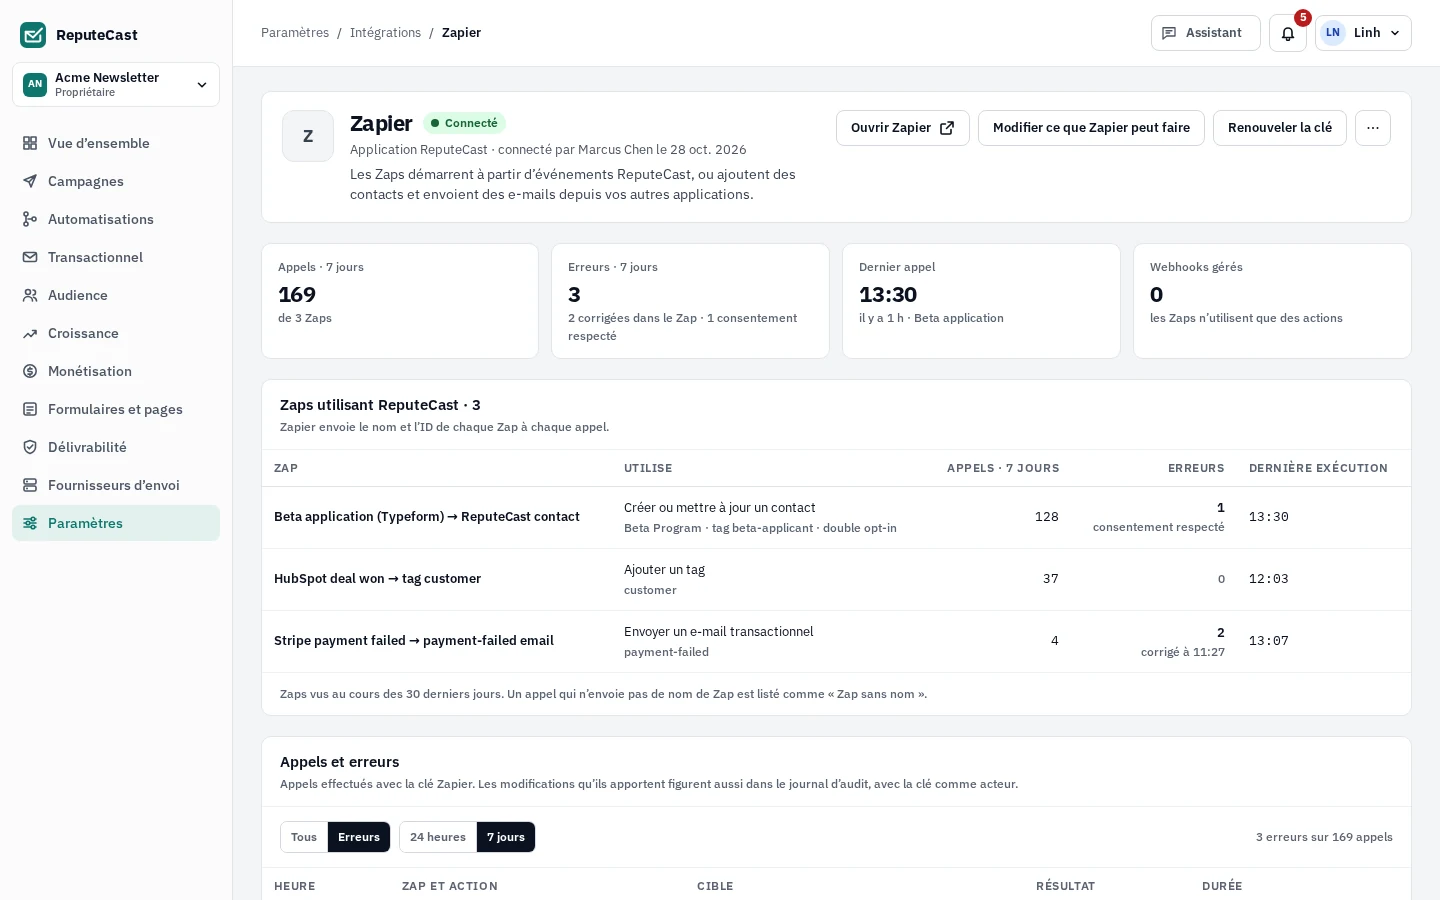 ReputeCast
AN
Acme Newsletter
Propriétaire
Vue d’ensemble
Campagnes
Automatisations
Transactionnel
Audience
Croissance
Monétisation
Formulaires et pages
Délivrabilité
Fournisseurs d’envoi
Paramètres
Paramètres / Intégrations / Zapier
Assistant
5
LN Linh
Z
Zapier
Connecté
Application ReputeCast · connecté par Marcus Chen le 28 oct. 2026
Les Zaps démarrent à partir d’événements ReputeCast, ou ajoutent des
contacts et envoient des e-mails depuis vos autres applications.
Ouvrir Zapier
Modifier ce que Zapier peut faire
Renouveler la clé
···
Appels · 7 jours
169
de 3 Zaps
Erreurs · 7 jours
3
2 corrigées dans le Zap · 1 consentement
respecté
Dernier appel
13:30
il y a 1 h · Beta application
Webhooks gérés
0
les Zaps n’utilisent que des actions
Zaps utilisant ReputeCast · 3
Zapier envoie le nom et l’ID de chaque Zap à chaque appel.
ZAP UTILISE APPELS · 7 JOURS ERREURS DERNIÈRE EXÉCUTION
Beta application (Typeform) → ReputeCast contact
Créer ou mettre à jour un contact
Beta Program · tag beta-applicant · double opt-in
128
1
consentement respecté
13:30
HubSpot deal won → tag customer
Ajouter un tag
customer
37
0
12:03
Stripe payment failed → payment-failed email
Envoyer un e-mail transactionnel
payment-failed
4
2
corrigé à 11:27
13:07
Zaps vus au cours des 30 derniers jours. Un appel qui n’envoie pas de nom de Zap est listé comme « Zap sans nom ».
Appels et erreurs
Appels effectués avec la clé Zapier. Les modifications qu’ils apportent figurent aussi dans le journal d’audit, avec la clé comme acteur.
Tous Erreurs 24 heures 7 jours
3 erreurs sur 169 appels
HEURE ZAP ET ACTION CIBLE RÉSULTAT DURÉE